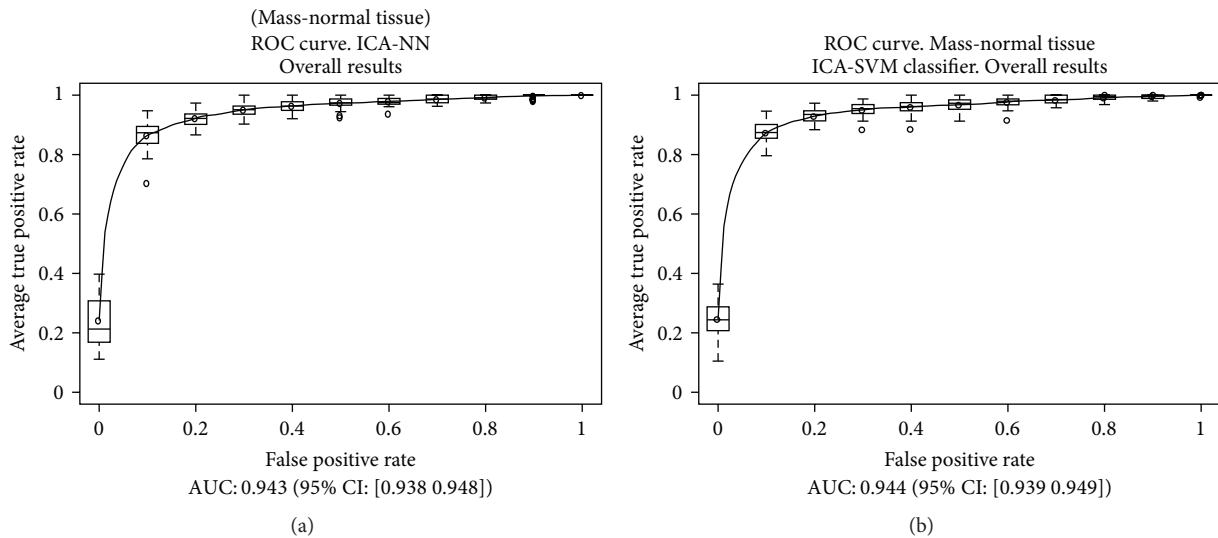 (Mass-normal tissue)
ROC curve. ICA-NN
Overall results
Average true positive rate
1
0.8
0.6
0.4
0.2
0
0
0.2
0.4
0.6
0.8
1
False positive rate
AUC: 0.943 (95% CI: [0.938 0.948])
(a)
ROC curve. Mass-normal tissue
ICA-SVM classifier. Overall results
Average true positive rate
1
0.8
0.6
0.4
0.2
0
0
0.2
0.4
0.6
0.8
1
False positive rate
AUC: 0.944 (95% CI: [0.939 0.949])
(b)